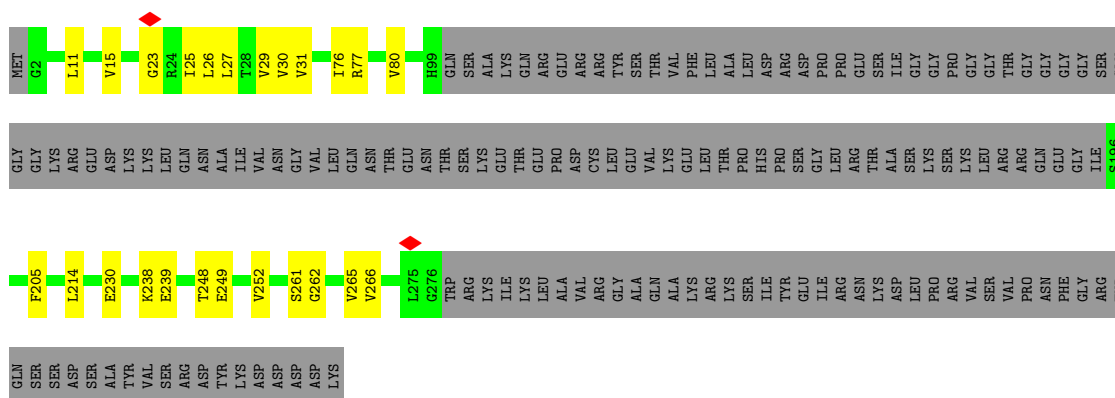 MET G2 L11 V15 G23 R24 I25 L26 L27 T28 V29 V30 V31 I76 R77 V80 H99 GLN SER ALA LYS GLN ARG GLU ARG ARG TYR SER THR VAL PHE LEU ALA LEU ASP ARG ASP PRO PRO GLU SER ILE GLY GLY PRO GLY GLY THR GLY GLY GLY GLY SER
GLY GLY LYS ARG GLU ASP LYS LYS LEU GLN ASN ALA ILE VAL ASN GLY VAL LEU GLN ASN THR GLU ASN THR SER LYS GLU THR GLU PRO ASP CYS LEU GLU VAL LYS GLU LEU THR PRO HIS PRO SER GLY LEU ARG THR ALA SER LYS SER LYS LEU ARG ARG GLN GLU GLY ILE S196
F205 L214 E230 K238 E239 T248 E249 V252 S261 G262 V265 V266 L275 G276 TRP ARG LYS ILE LYS LEU ALA VAL ARG GLY ALA GLN ALA LYS ARG LYS SER ILE TYR GLU ILE ARG ASN LYS ASP LEU PRO ARG VAL SER VAL PRO ASN PHE GLY ARG
GLN SER SER ASP SER ALA TYR VAL SER ARG ASP TYR LYS ASP ASP ASP ASP LYS